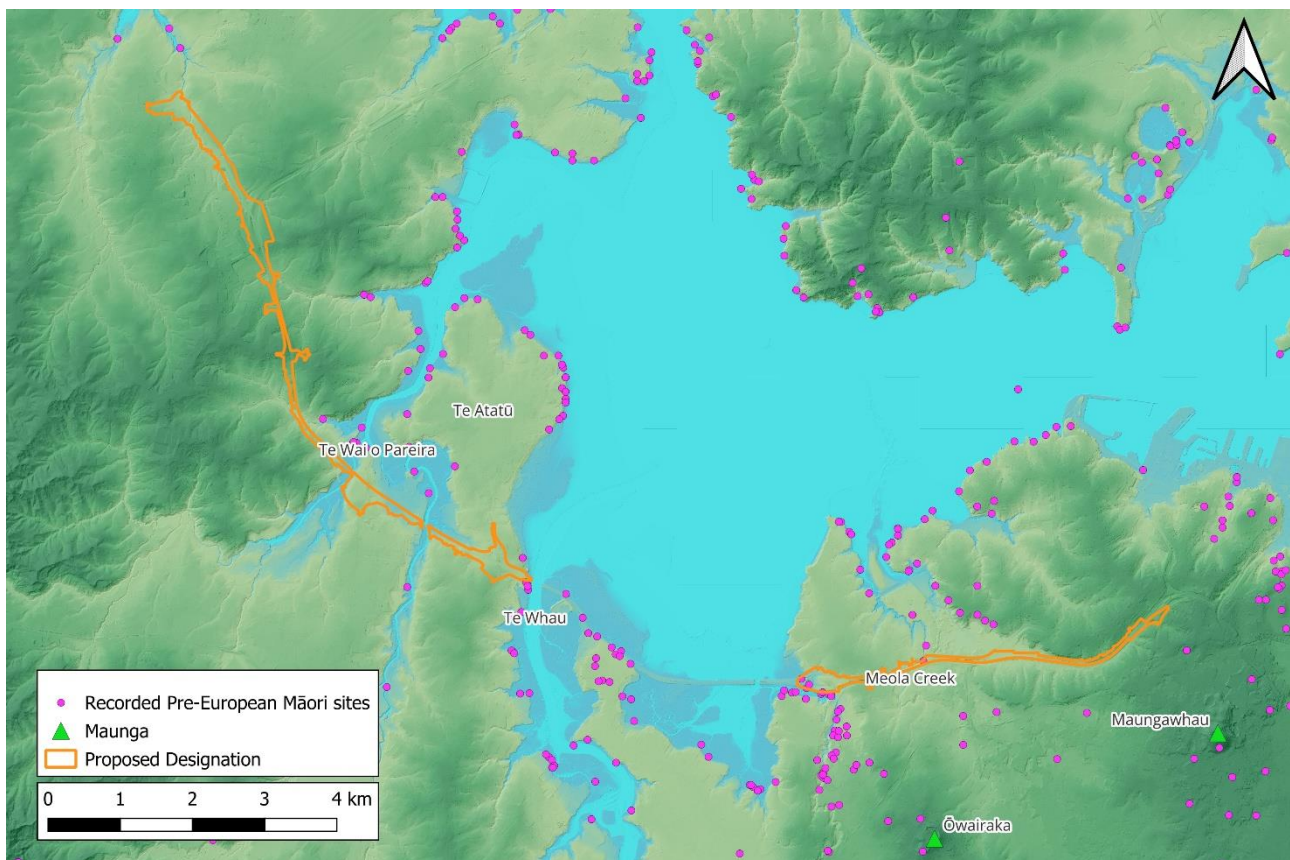 Te Atatū
Te Wai o Pareira
Te Whau
Meola Creek
Maungawhau
Ōwairaka
Recorded Pre-European Māori sites
Maunga
Proposed Designation
0 1 2 3 4 km